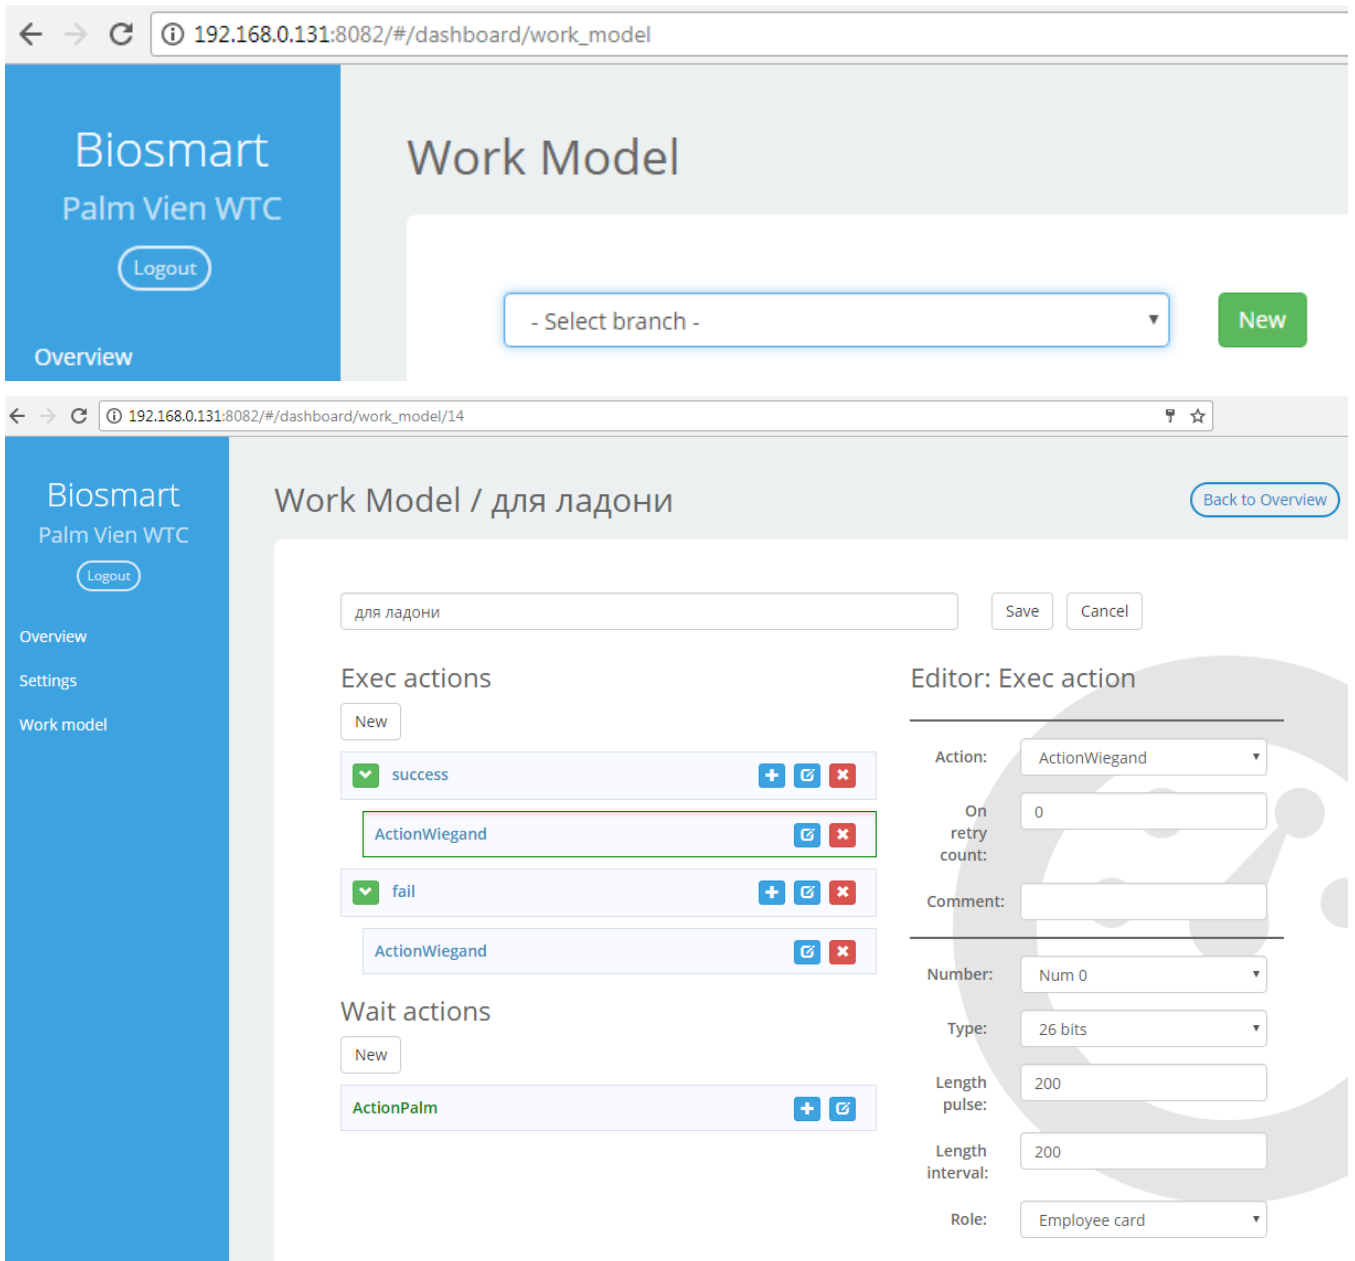 192.168.0.131:8082/#/dashboard/work_model
Biosmart
Palm Vien WTC
Logout
Overview
Work Model
- Select branch -
New
192.168.0.131:8082/#/dashboard/work_model/14
Biosmart
Palm Vien WTC
Logout
Overview
Settings
Work model
Work Model / для ладони
Back to Overview
для ладони
Save
Cancel
Exec actions
New
success
ActionWiegand
fail
ActionWiegand
Wait actions
New
ActionPalm
Editor: Exec action
Action:
ActionWiegand
On
retry
count:
0
Comment:
Number:
Num 0
Type:
26 bits
Length
pulse:
200
Length
interval:
200
Role:
Employee card